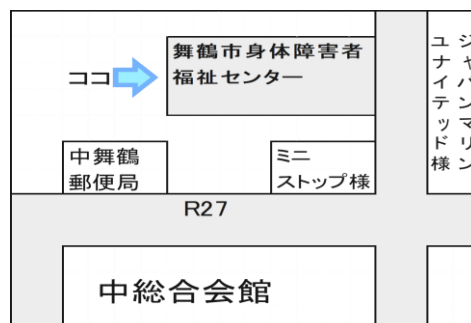 舞鶴市身体障害者
福祉センター
ココ
中舞鶴
郵便局
ミニ
ストップ様
ジャパンマリン
ユナイテッド様
R27
中総合会館